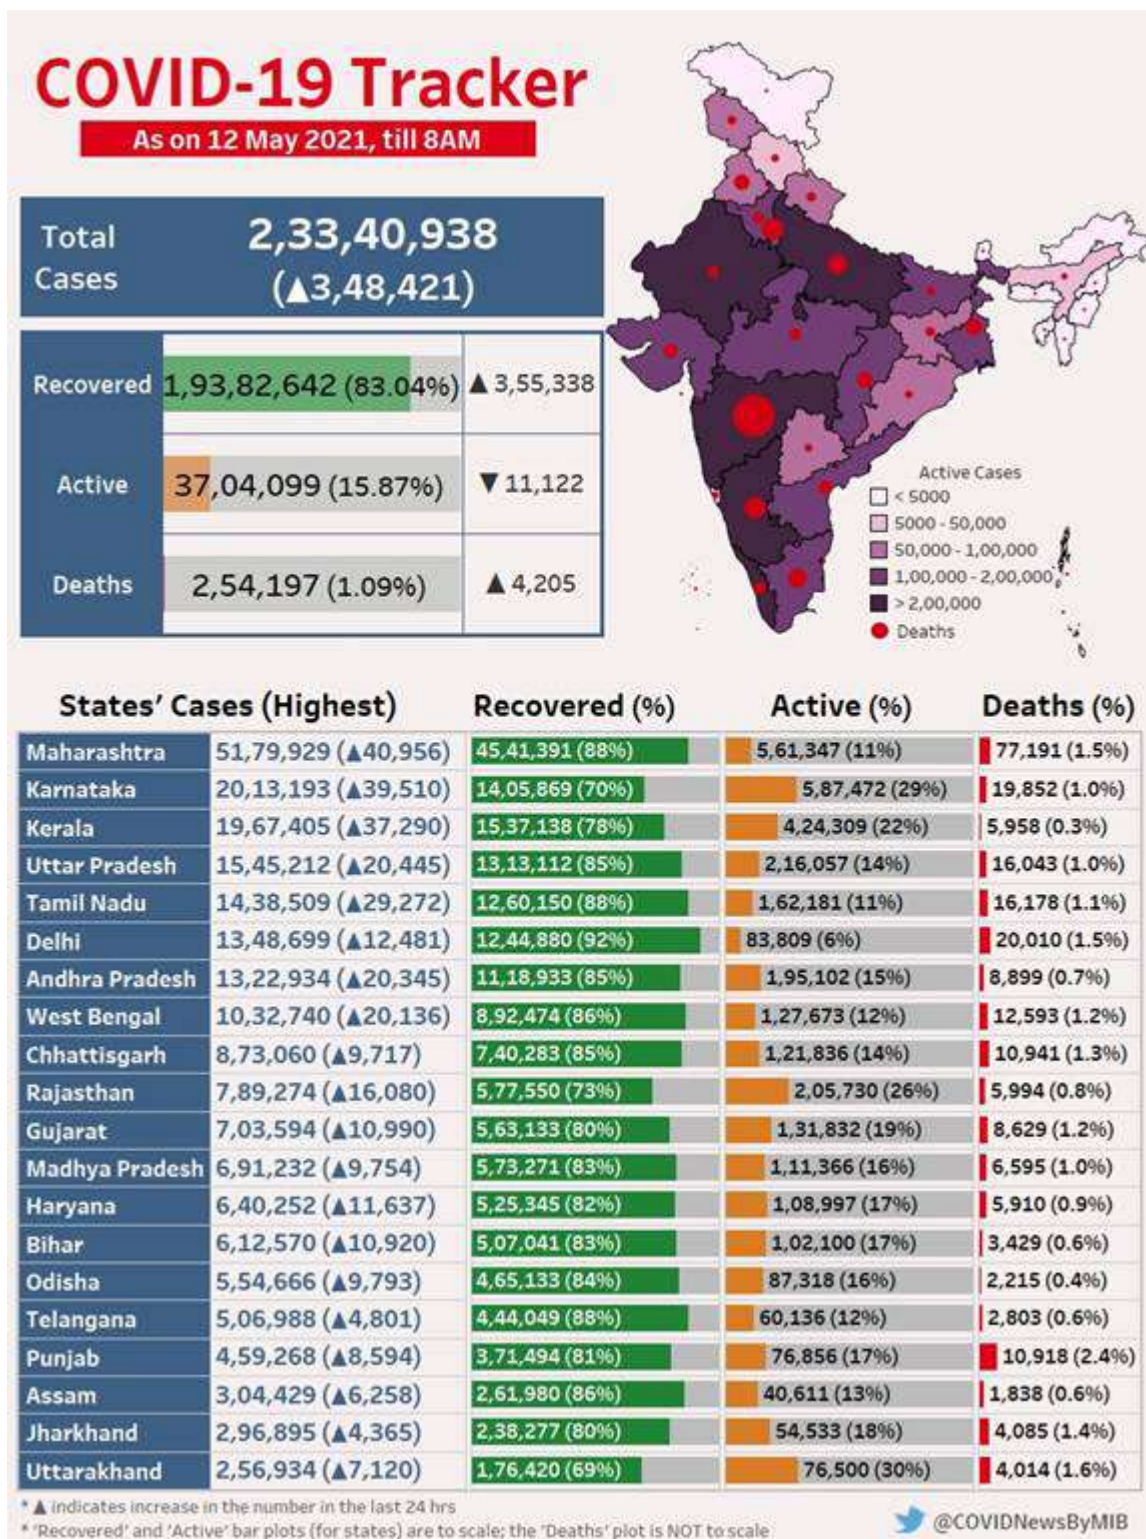 COVID-19 Tracker
As on 12 May 2021, till 8AM
Total Cases
2,33,40,938
(▲3,48,421)
Recovered 1,93,82,642 (83.04%) ▲ 3,55,338
Active 37,04,099 (15.87%) ▼ 11,122
Deaths 2,54,197 (1.09%) ▲ 4,205
Active Cases
< 5000
5000 - 50,000
50,000 - 1,00,000
1,00,000 - 2,00,000
> 2,00,000
Deaths
States' Cases (Highest) Recovered (%) Active (%) Deaths (%)
Maharashtra 51,79,929 (▲40,956) 45,41,391 (88%) 5,61,347 (11%) 77,191 (1.5%)
Karnataka 20,13,193 (▲39,510) 14,05,869 (70%) 5,87,472 (29%) 19,852 (1.0%)
Kerala 19,67,405 (▲37,290) 15,37,138 (78%) 4,24,309 (22%) 5,958 (0.3%)
Uttar Pradesh 15,45,212 (▲20,445) 13,13,112 (85%) 2,16,057 (14%) 16,043 (1.0%)
Tamil Nadu 14,38,509 (▲29,272) 12,60,150 (88%) 1,62,181 (11%) 16,178 (1.1%)
Delhi 13,48,699 (▲12,481) 12,44,880 (92%) 83,809 (6%) 20,010 (1.5%)
Andhra Pradesh 13,22,934 (▲20,345) 11,18,933 (85%) 1,95,102 (15%) 8,899 (0.7%)
West Bengal 10,32,740 (▲20,136) 8,92,474 (86%) 1,27,673 (12%) 12,593 (1.2%)
Chhattisgarh 8,73,060 (▲9,717) 7,40,283 (85%) 1,21,836 (14%) 10,941 (1.3%)
Rajasthan 7,89,274 (▲16,080) 5,77,550 (73%) 2,05,730 (26%) 5,994 (0.8%)
Gujarat 7,03,594 (▲10,990) 5,63,133 (80%) 1,31,832 (19%) 8,629 (1.2%)
Madhya Pradesh 6,91,232 (▲9,754) 5,73,271 (83%) 1,11,366 (16%) 6,595 (1.0%)
Haryana 6,40,252 (▲11,637) 5,25,345 (82%) 1,08,997 (17%) 5,910 (0.9%)
Bihar 6,12,570 (▲10,920) 5,07,041 (83%) 1,02,100 (17%) 3,429 (0.6%)
Odisha 5,54,666 (▲9,793) 4,65,133 (84%) 87,318 (16%) 2,215 (0.4%)
Telangana 5,06,988 (▲4,801) 4,44,049 (88%) 60,136 (12%) 2,803 (0.6%)
Punjab 4,59,268 (▲8,594) 3,71,494 (81%) 76,856 (17%) 10,918 (2.4%)
Assam 3,04,429 (▲6,258) 2,61,980 (86%) 40,611 (13%) 1,838 (0.6%)
Jharkhand 2,96,895 (▲4,365) 2,38,277 (80%) 54,533 (18%) 4,085 (1.4%)
Uttarakhand 2,56,934 (▲7,120) 1,76,420 (69%) 76,500 (30%) 4,014 (1.6%)
* ▲ indicates increase in the number in the last 24 hrs
* 'Recovered' and 'Active' bar plots (for states) are to scale; the 'Deaths' plot is NOT to scale
@COVIDNewsByMIB